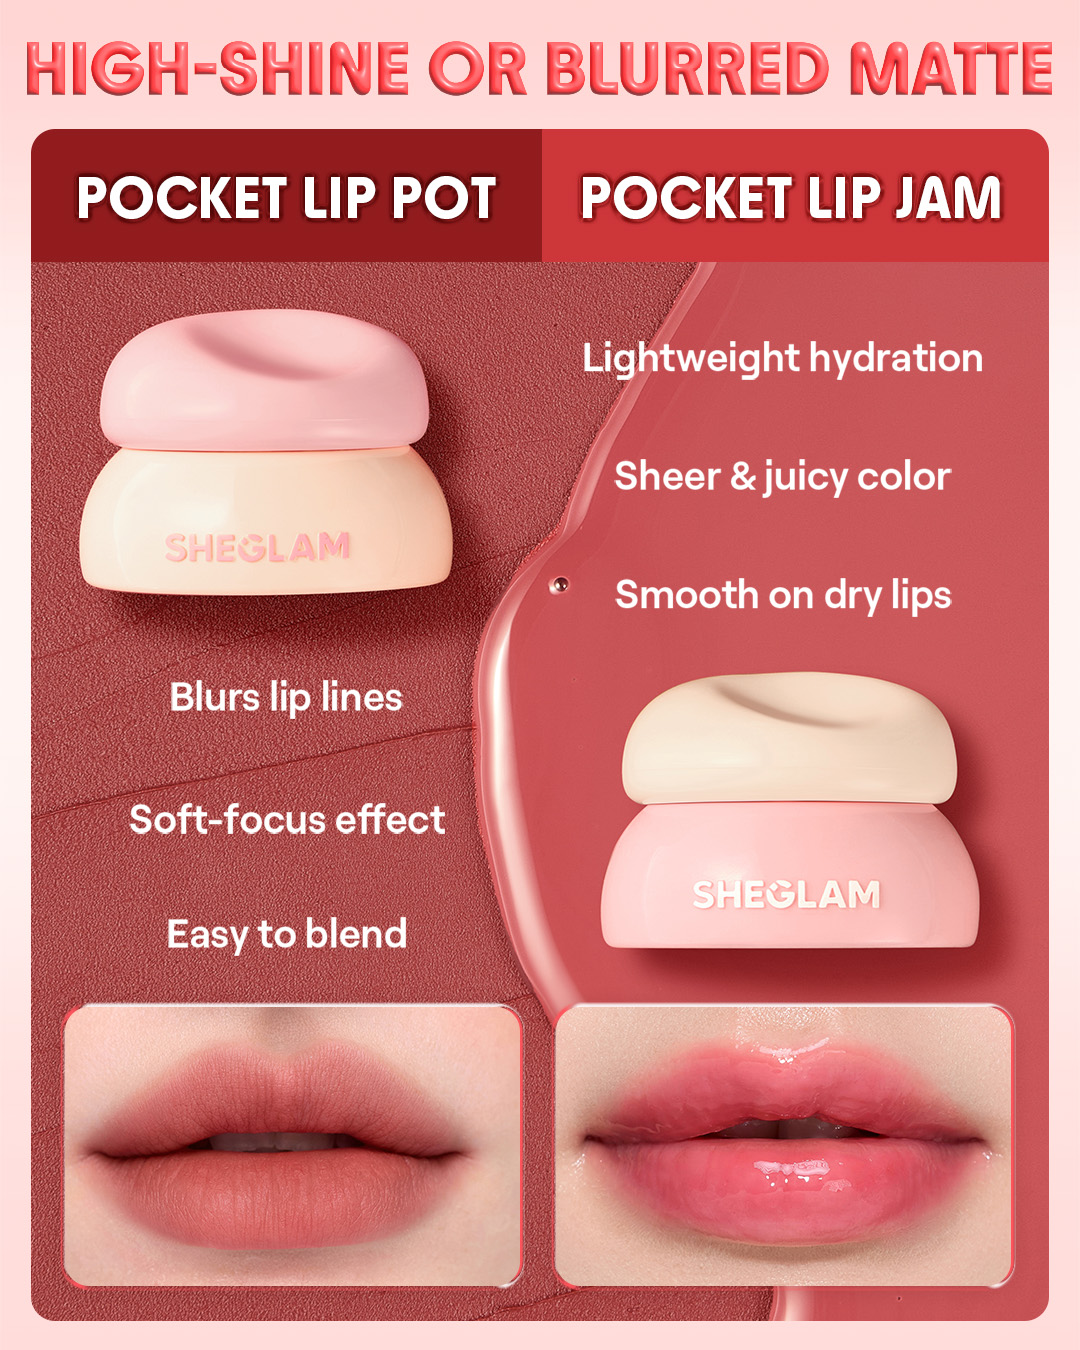 HIGH-SHINE OR BLURRED MATTE
POCKET LIP POT
POCKET LIP JAM
SHEGLAM
Blurs lip lines
Soft-focus effect
Easy to blend
Lightweight hydration
Sheer & juicy color
Smooth on dry lips
SHEGLAM